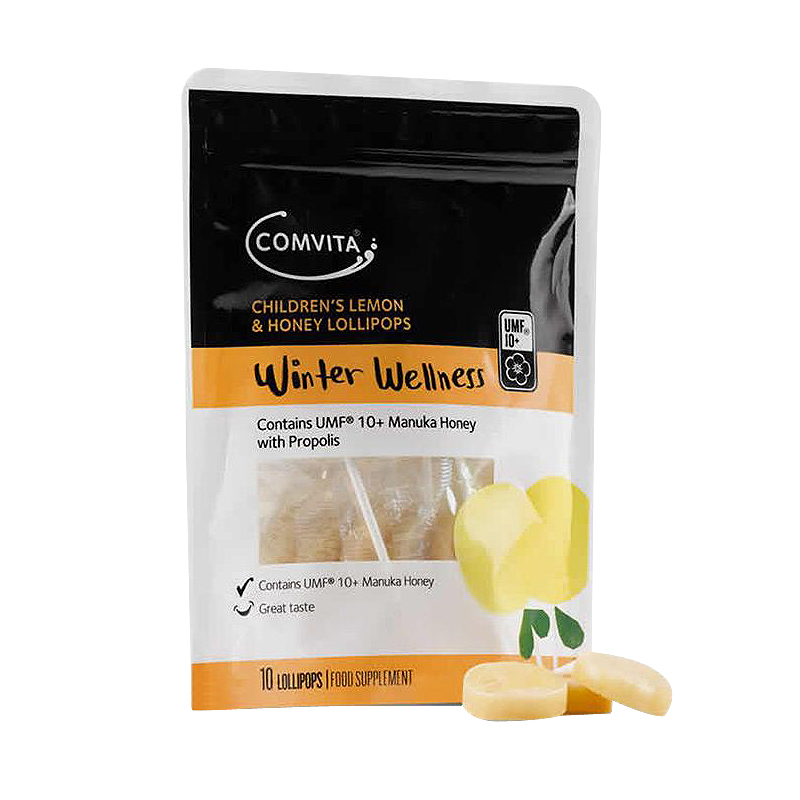 COMVITA®
CHILDREN'S LEMON
& HONEY LOLLIPOPS
UMF®
10+
Winter Wellness
Contains UMF® 10+ Manuka Honey
with Propolis
Contains UMF® 10+ Manuka Honey
Great taste
10 LOLLIPOPS | FOOD SUPPLEMENT